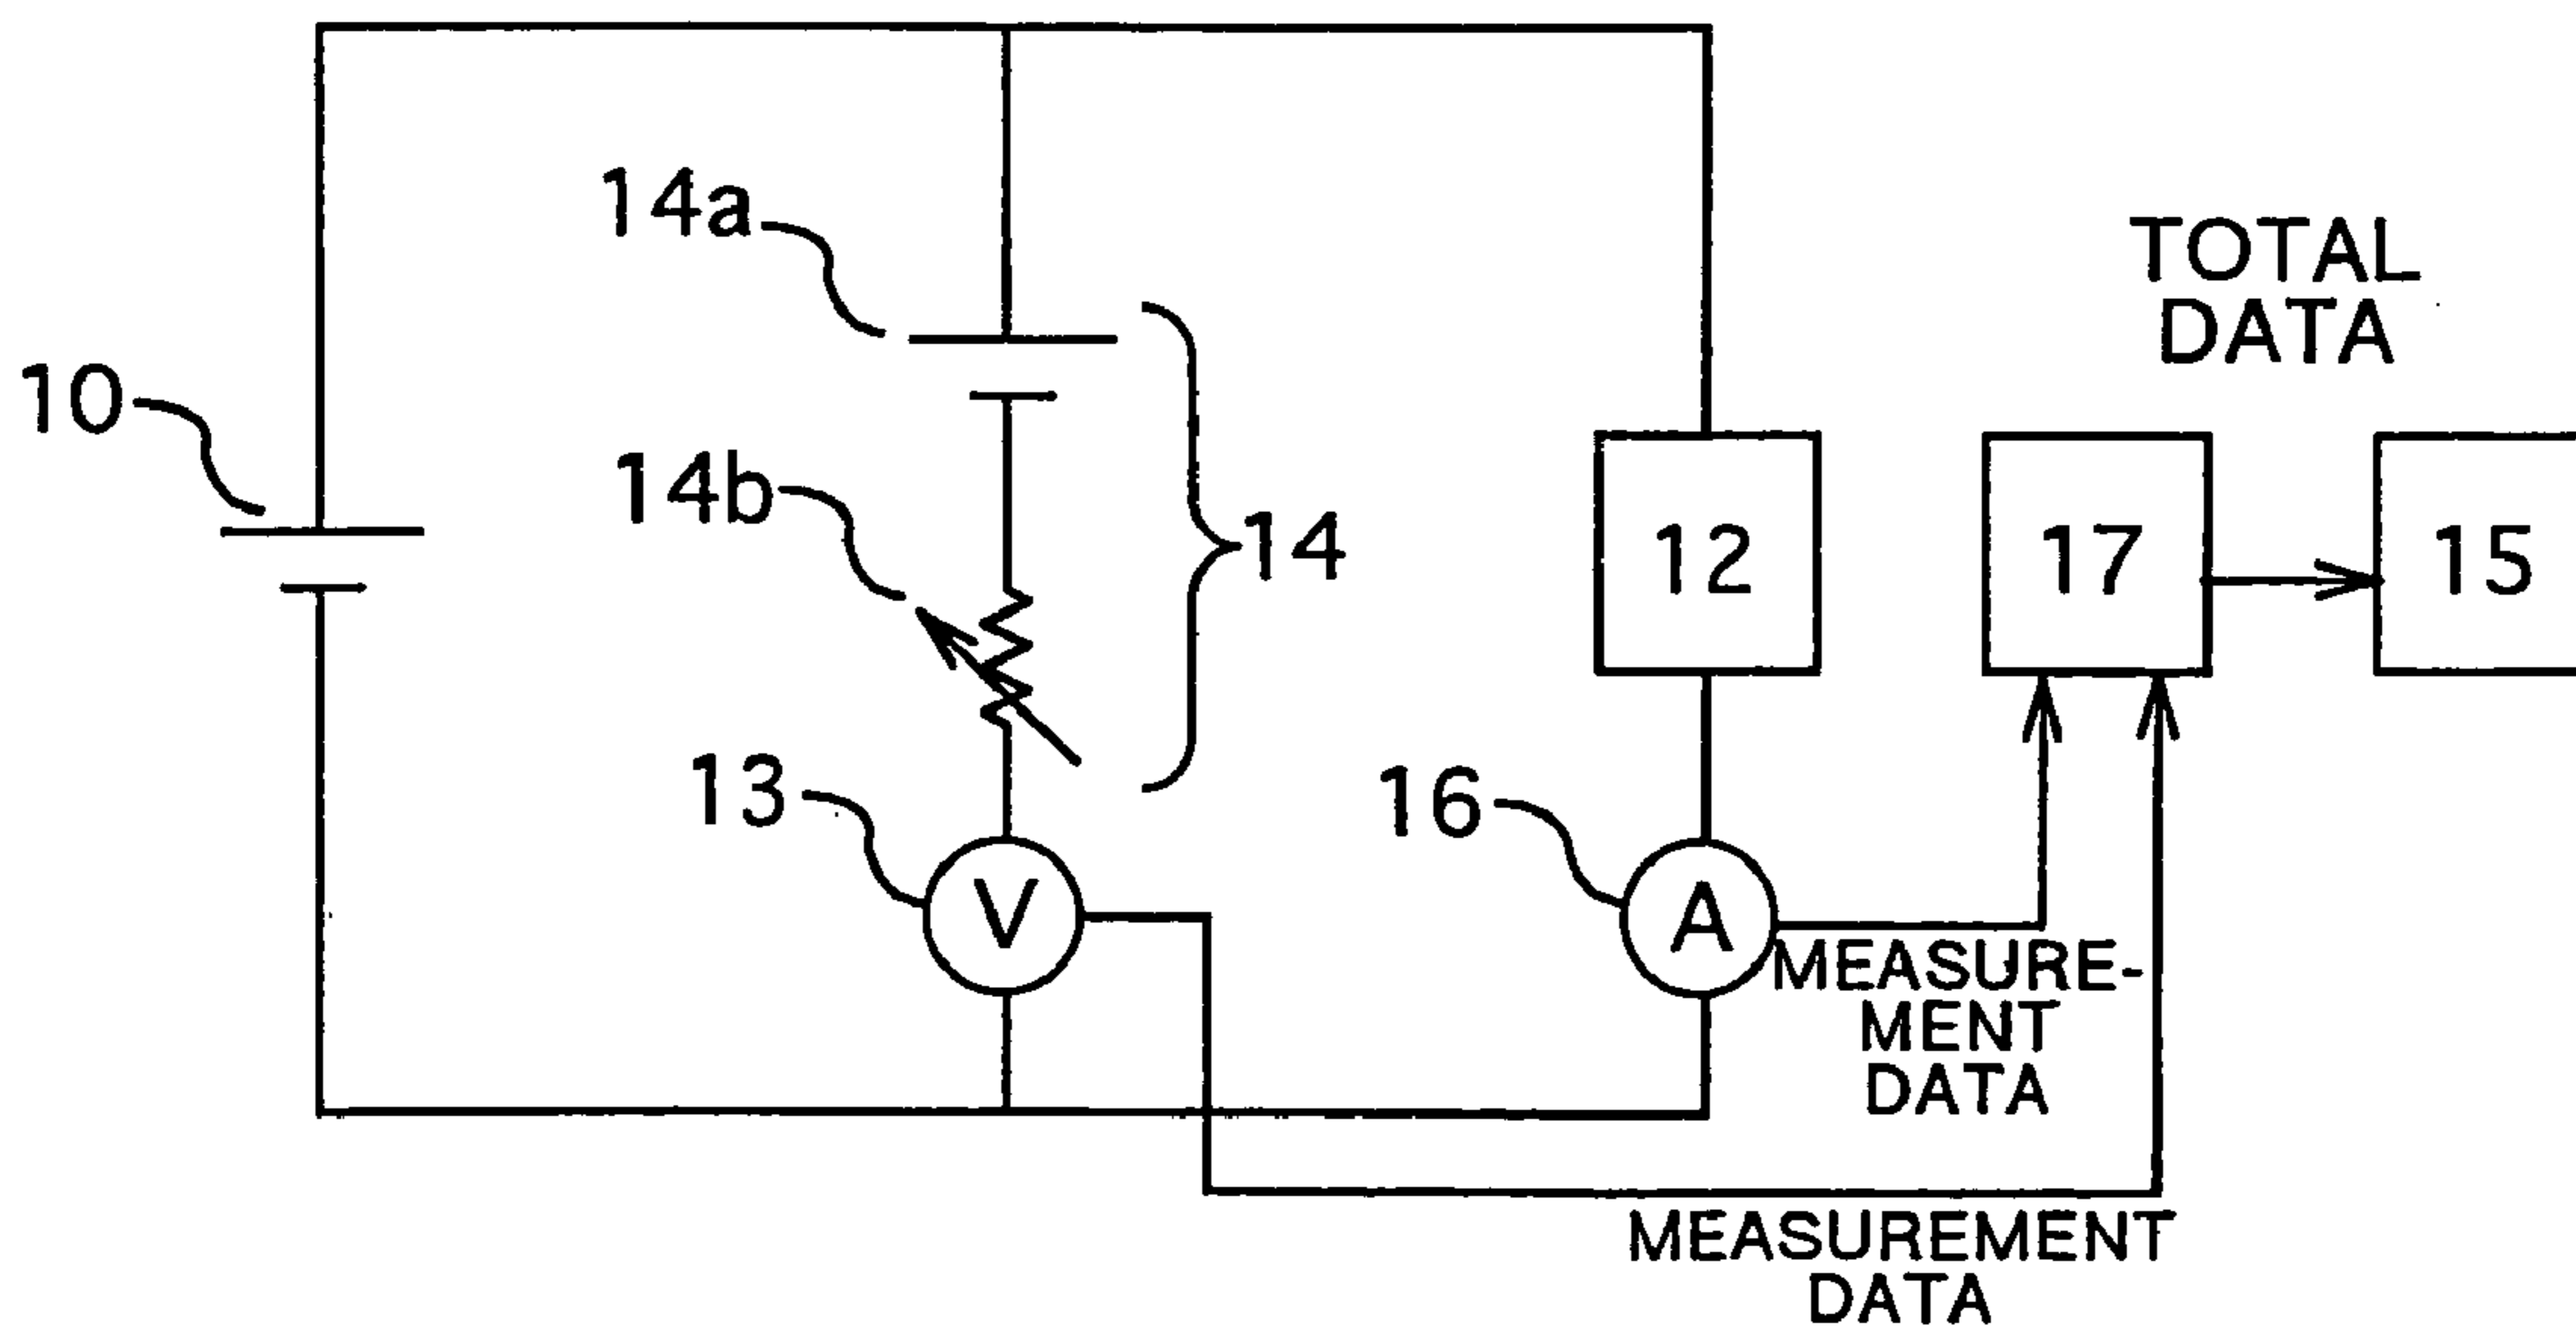 14a
TOTAL
DATA
10
14b
14
12
17
15
13
16
V
A
MEASURE-
MENT
DATA
MEASUREMENT
DATA